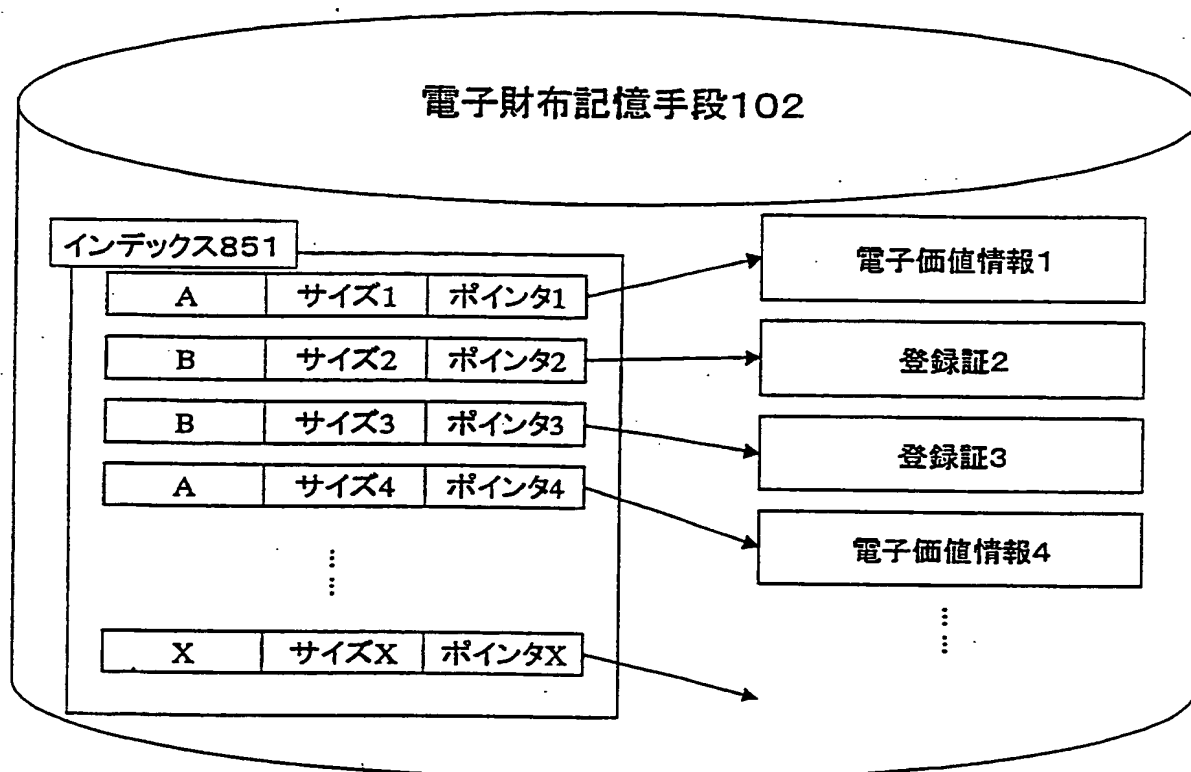 電子財布記憶手段102
インデックス851
A サイズ1 ポインタ1
B サイズ2 ポインタ2
B サイズ3 ポインタ3
A サイズ4 ポインタ4
……
X サイズX ポインタX
電子価値情報1
登録証2
登録証3
電子価値情報4
……